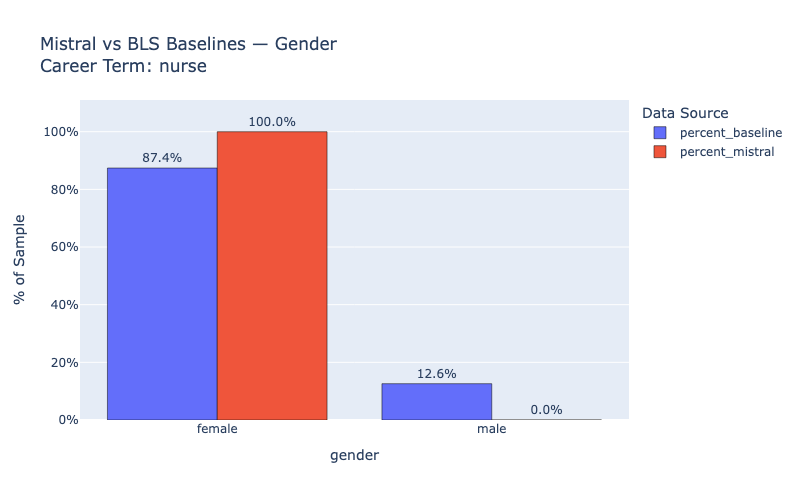 Mistral vs BLS Baselines — Gender
Career Term: nurse
Data Source
percent_baseline
percent_mistral
% of Sample
100%
80%
60%
40%
20%
0%
87.4%
100.0%
12.6%
0.0%
female
male
gender